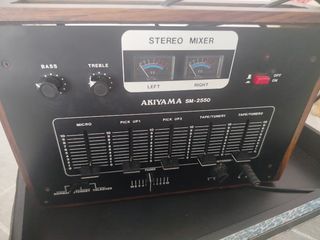 STEREO MIXER
BASS
TREBLE
LEFT
RIGHT
OFF
ON
AKIYAMA SM-2550
MICRO
PICK UP1
PICK UP2
TAPE/TUNER1
TAPE/TUNER2